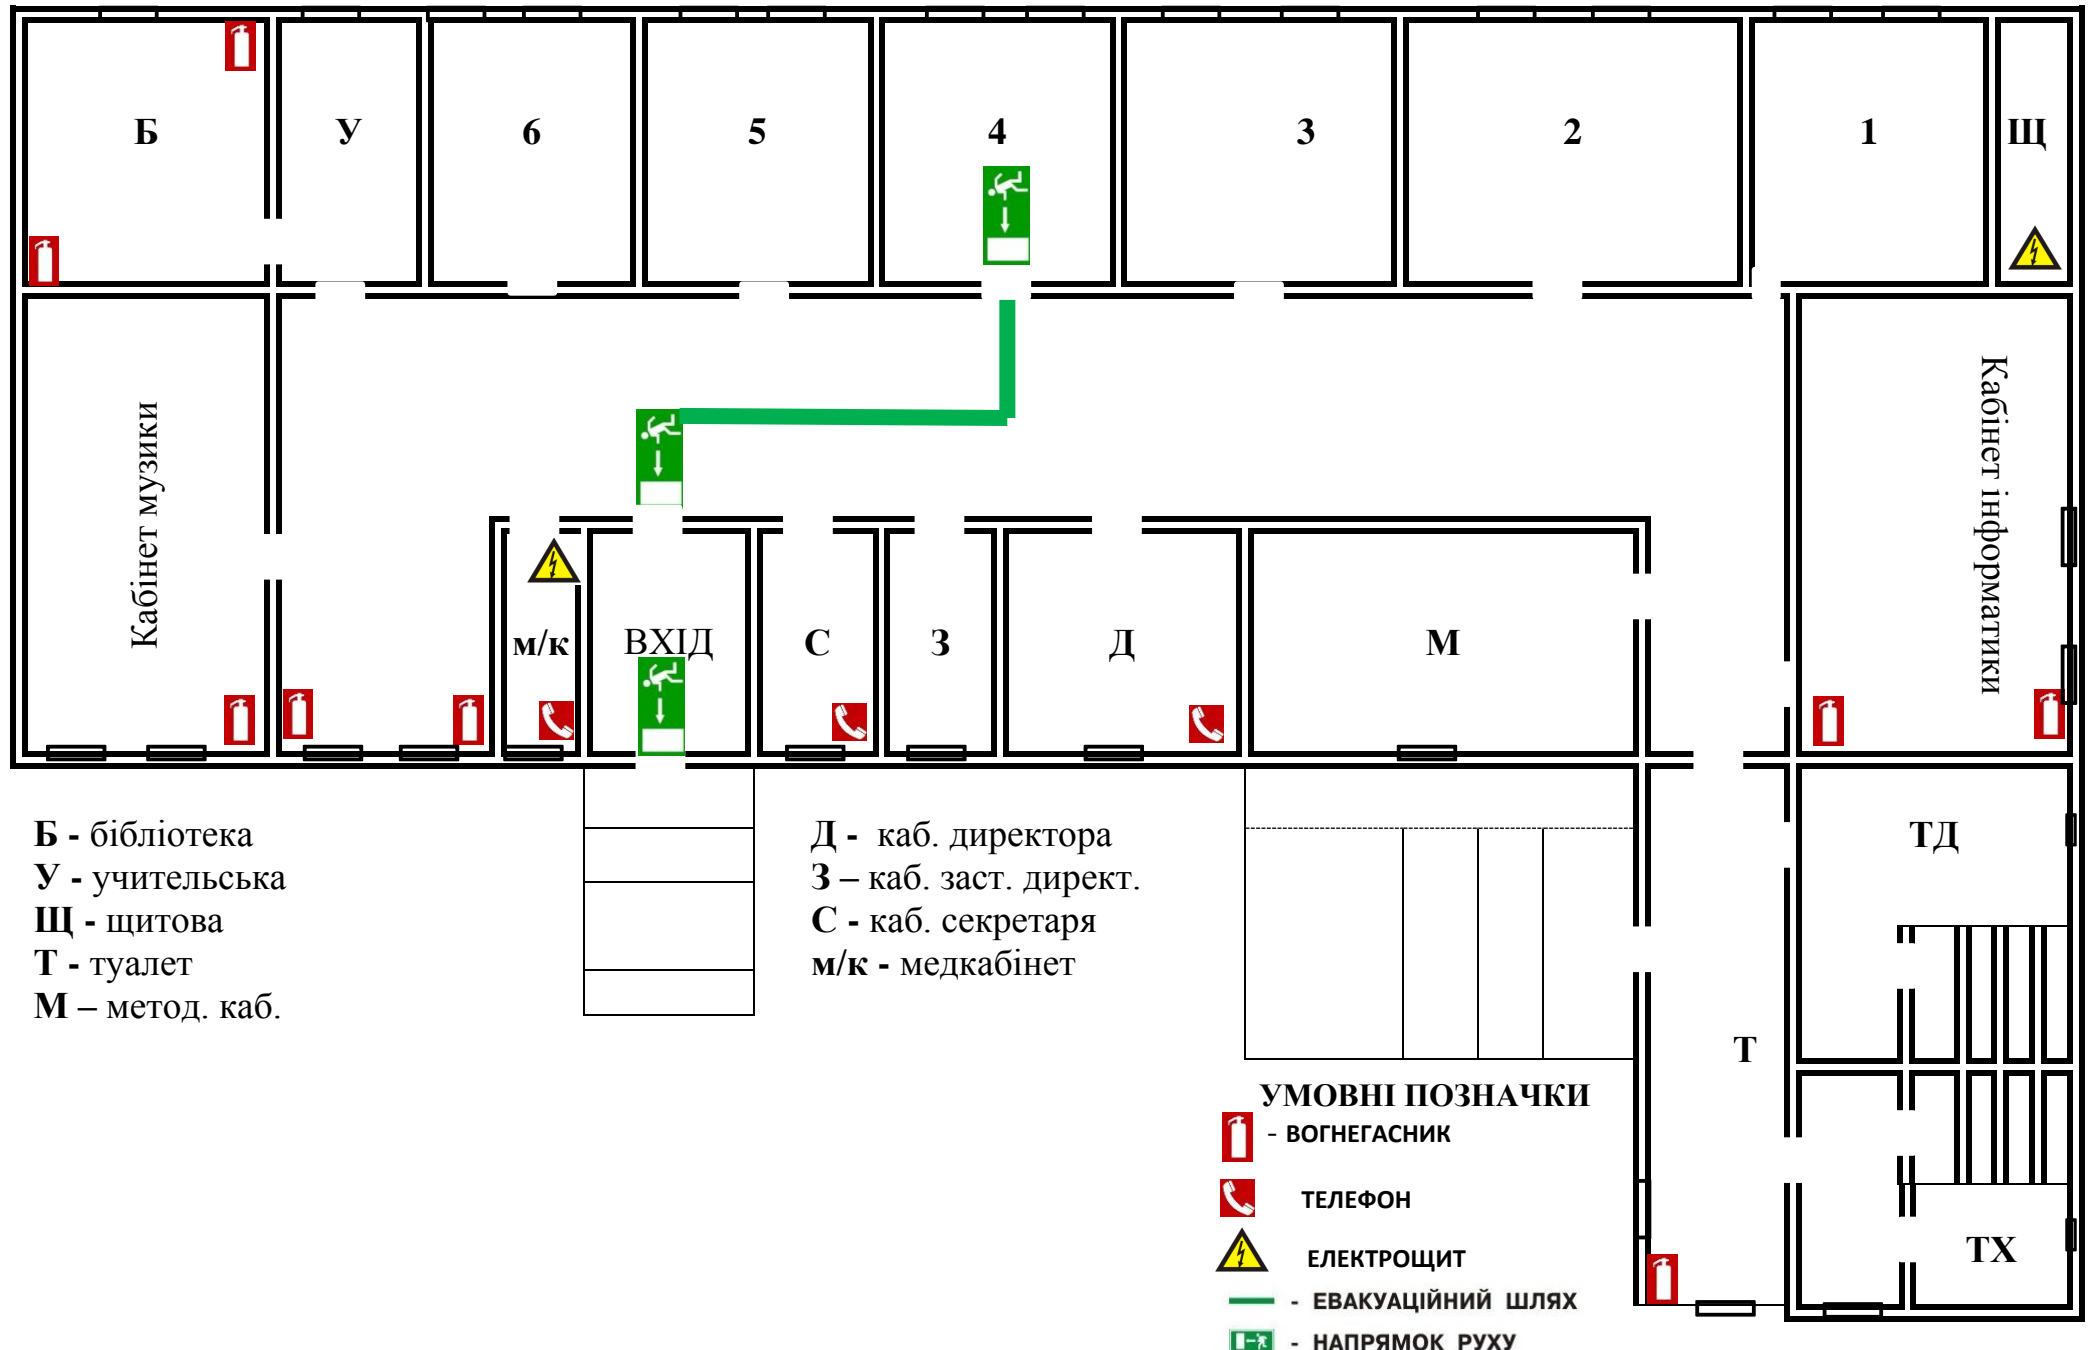 Б
У
6
5
4
3
2
1
Щ
Кабінет музики
Кабінет інформатики
м/к
ВХІД
С
З
Д
М
Б - бібліотека
У - учительська
Щ - щитова
Т - туалет
М – метод. каб.
Д - каб. директора
З – каб. заст. директ.
С - каб. секретаря
м/к - медкабінет
ТД
Т
ТХ
УМОВНІ ПОЗНАЧКИ
- ВОГНЕГАСНИК
ТЕЛЕФОН
ЕЛЕКТРОЩИТ
- ЕВАКУАЦІЙНИЙ ШЛЯХ
- НАПРЯМОК РУХУ